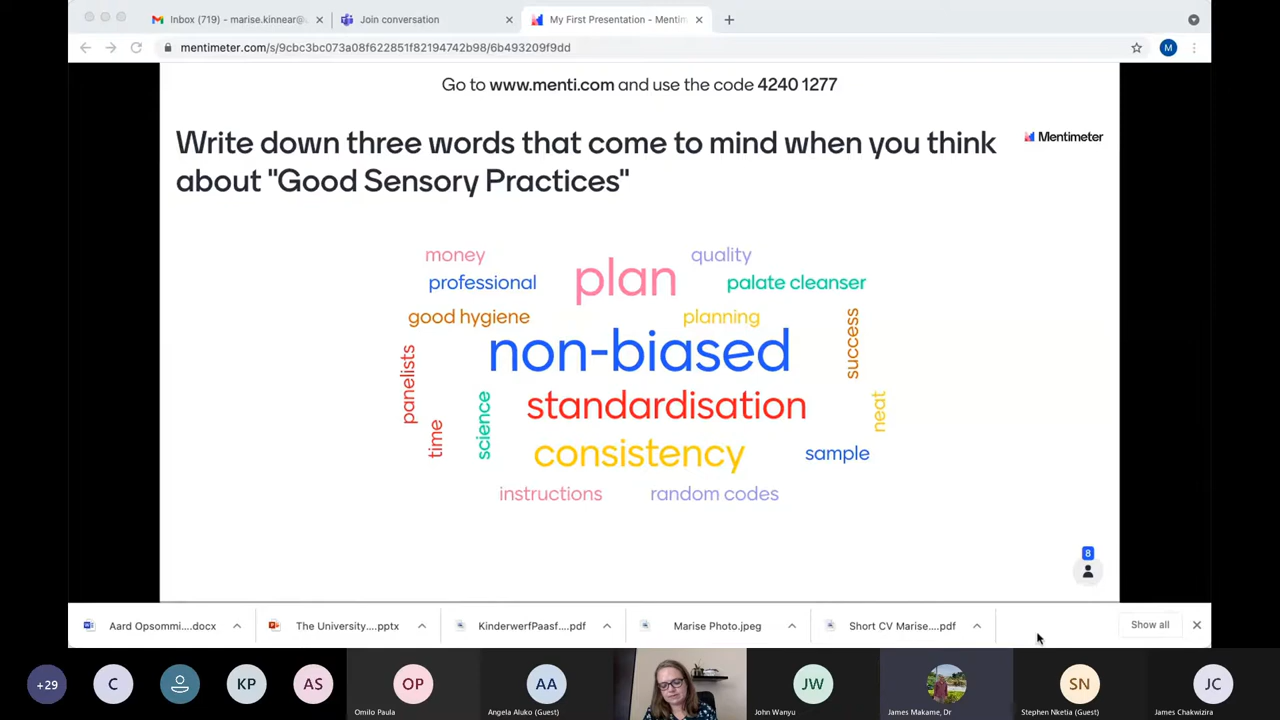 Inbox (719) - marise.kinnear@
Join conversation
My First Presentation - Mentim
mentimeter.com/s/9cbc3bc073a08f622851f82194742b98/6b493209f9dd
M
Go to www.menti.com and use the code 4240 1277
Write down three words that come to mind when you think
about "Good Sensory Practices"
Mentimeter
money
quality
professional
plan
palate cleanser
good hygiene
planning
success
panelists
non-biased
time
science
standardisation
neat
consistency
sample
instructions
random codes
8
Aard Opsommi....docx
The University....pptx
KinderwerfPaasf....pdf
Marise Photo.jpeg
Short CV Marise....pdf
Show all
+29
C
KP
AS
OP
AA
JW
SN
JC
Omilo Paula
Angela Aluko (Guest)
John Wanyu
James Makame, Dr
Stephen Nketia (Guest)
James Chakwizira